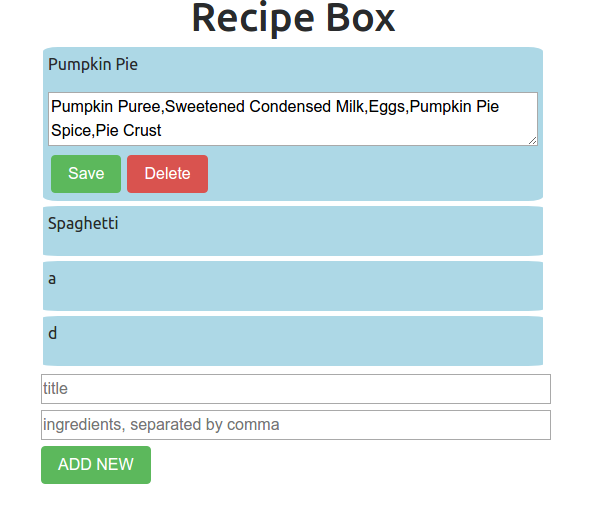 Recipe Box
Pumpkin Pie
Pumpkin Puree,Sweetened Condensed Milk,Eggs,Pumpkin Pie
Spice,Pie Crust
Save Delete
Spaghetti
a
d
title
ingredients, separated by comma
ADD NEW